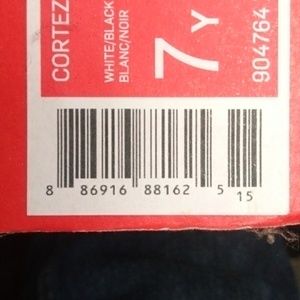 CORTEZ
WHITE/BLACK
BLANC/NOIR
7 Y
904764
8 86916 88162 5 15